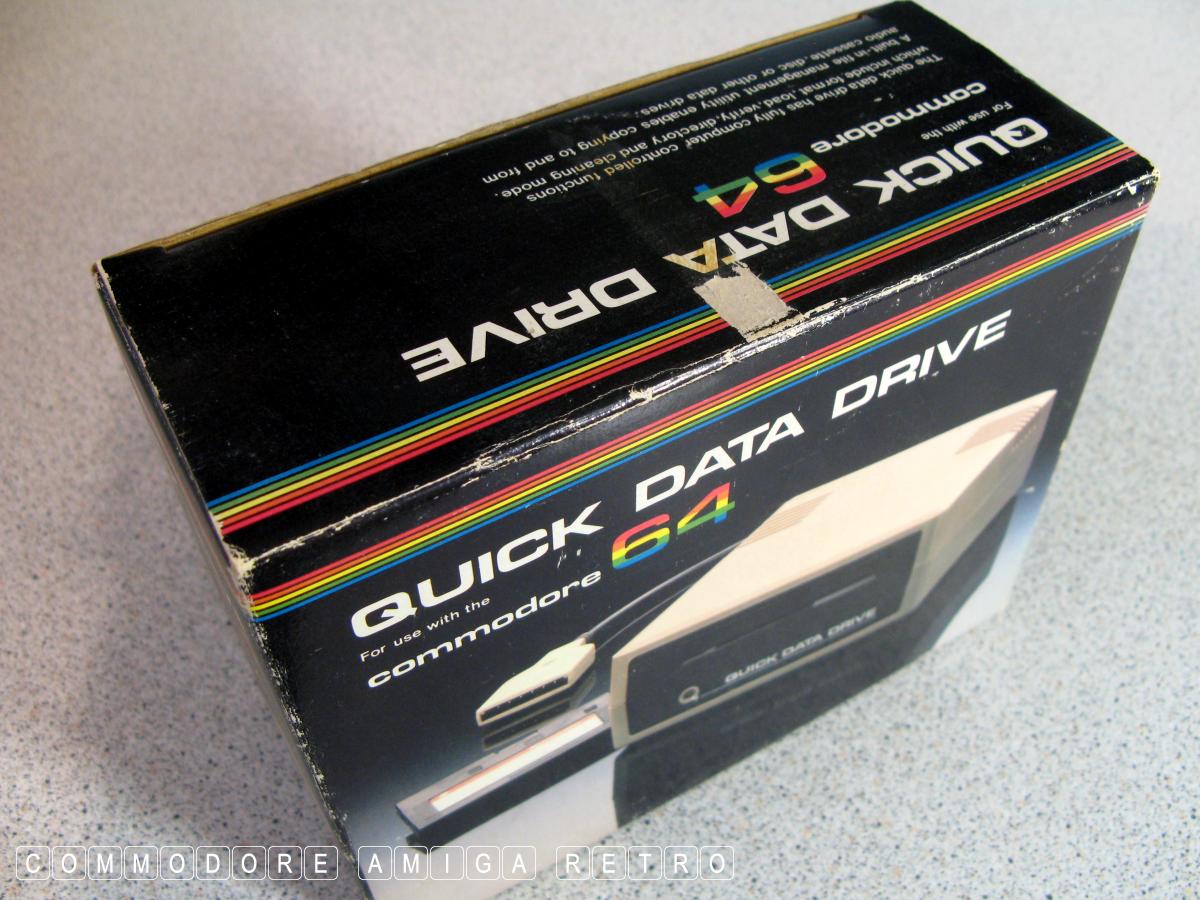 QUICK DATA DRIVE
For use with the
commodore 64
The quick data drive has fully computer controlled functions
which include format,load,verify,directory and cleaning mode.
A built-in file management utility enables copying to and from
audio cassette,disc or other data drives.
QUICK DATA DRIVE
For use with the
commodore 64
Q QUICK DATA DRIVE
COMMODORE AMIGA RETRO